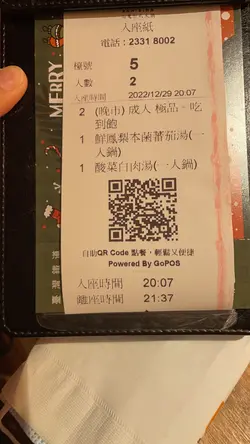 入座紙
電話 : 2331 8002
檯號 5
人數 2
入座時間 2022/12/29 20:07
2 (晚市) 成人 極品 - 吃到飽
1 鮮鳳梨本菌蕃茄湯(一人鍋)
1 酸菜白肉湯(一人鍋)
自助QR Code 點餐，輕鬆又便捷
Powered By GoPOS
入座時間 20:07
離座時間 21:37
MERRY